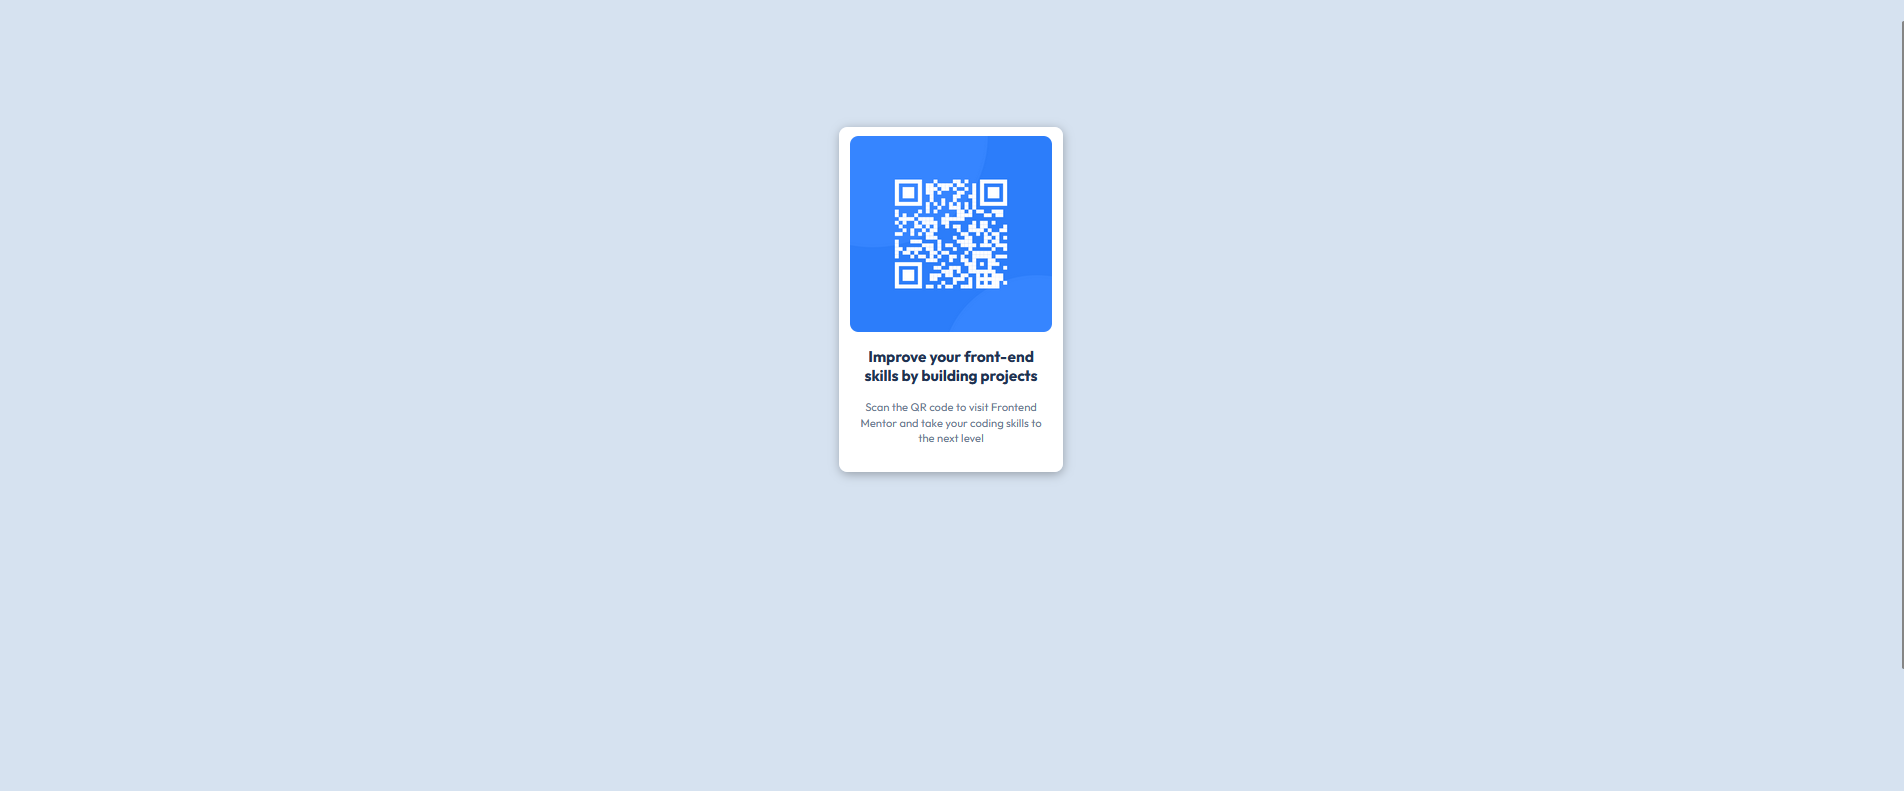 Improve your front-end
skills by building projects
Scan the QR code to visit Frontend
Mentor and take your coding skills to
the next level